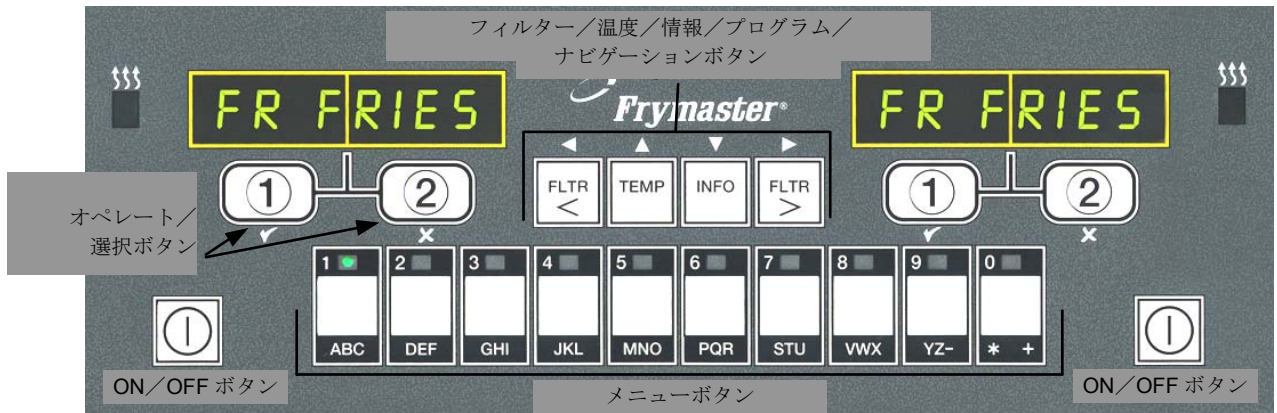 フィルター／温度／情報／プログラム／
ナビゲーションボタン
FR FRIES
Frymaster
FR FRIES
1 2
FLTR < TEMP INFO FLTR >
1 2
オペレート／
選択ボタン
1 2 3 4 5 6 7 8 9 0
ABC DEF GHI JKL MNO PQR STU VWX YZ- * +
ON／OFF ボタン
メニューボタン
ON／OFF ボタン